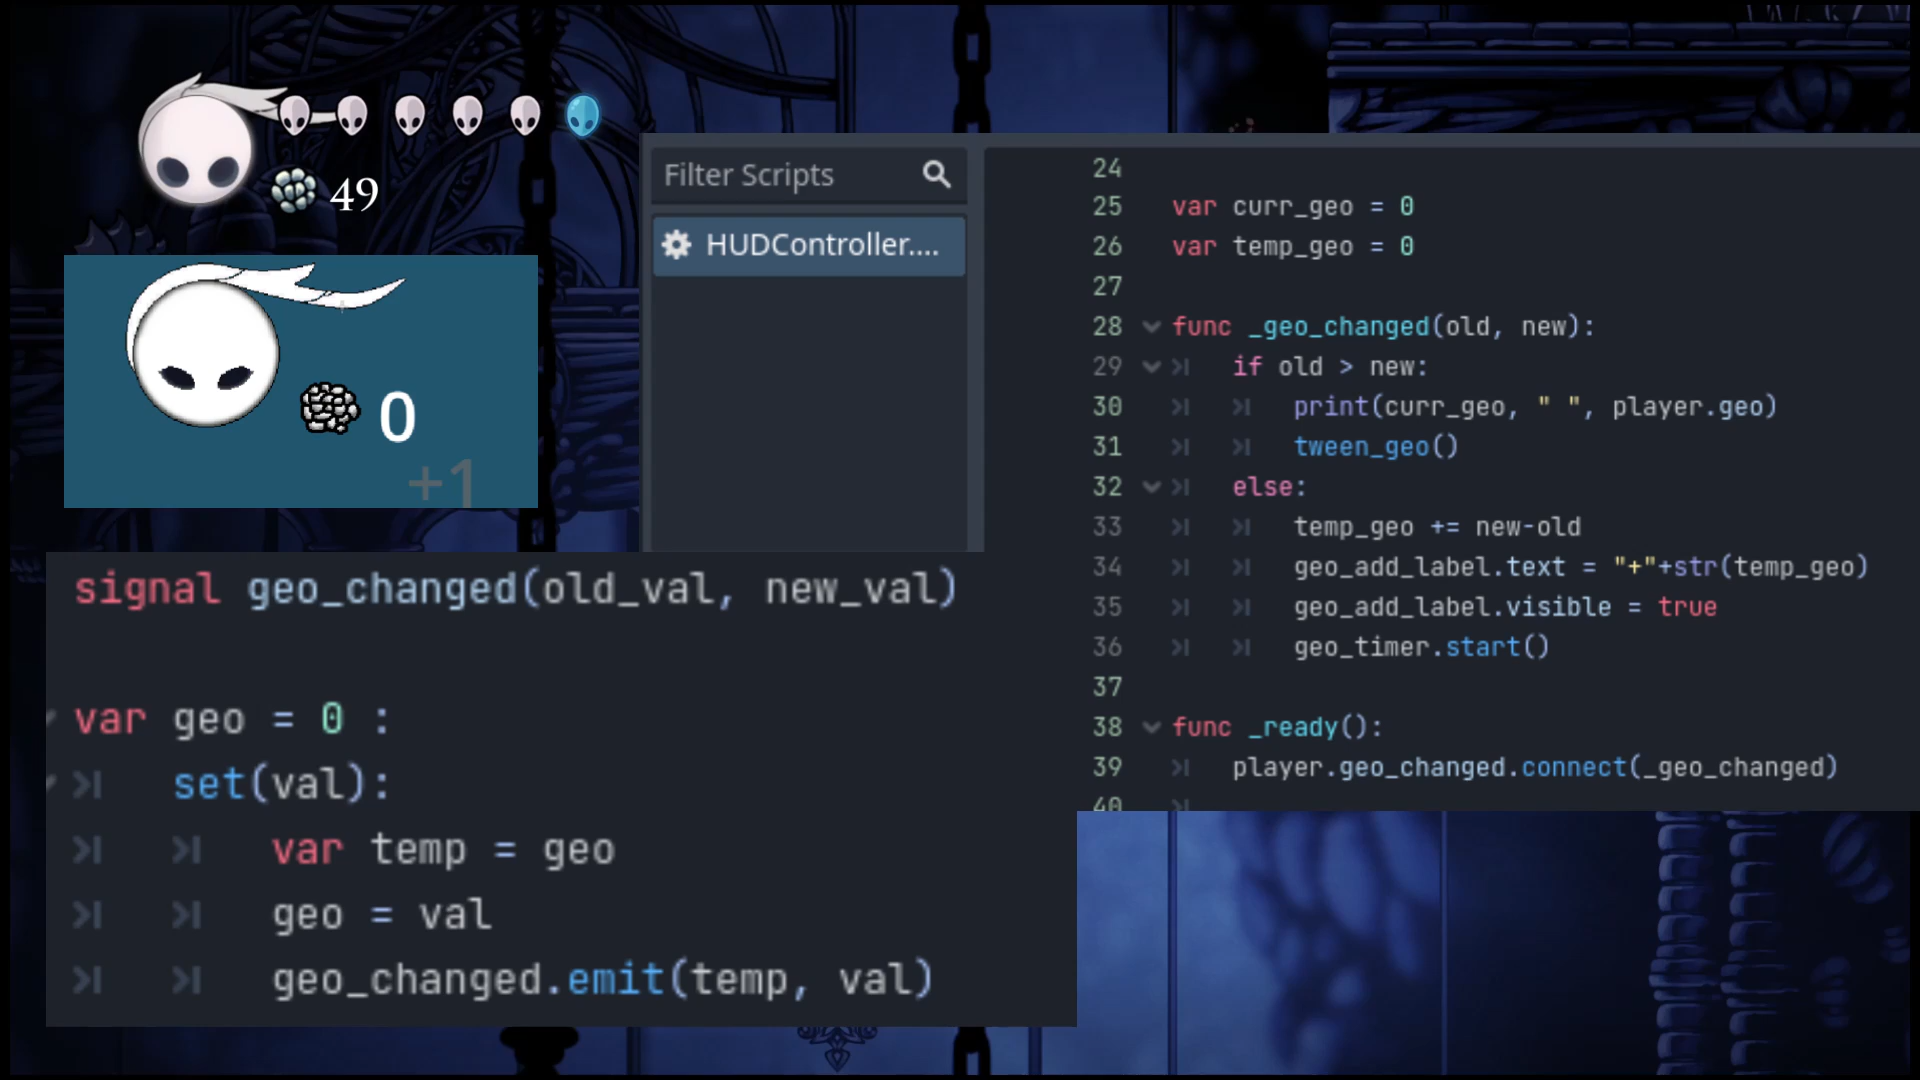 49
0
+1
signal geo_changed(old_val, new_val)
var geo = 0 :
set(val):
var temp = geo
geo = val
geo_changed.emit(temp, val)
Filter Scripts
HUDController....
24
25 var curr_geo = 0
26 var temp_geo = 0
27
28 func _geo_changed(old, new):
29 if old > new:
30 print(curr_geo, " ", player.geo)
31 tween_geo()
32 else:
33 temp_geo += new-old
34 geo_add_label.text = "+"+str(temp_geo)
35 geo_add_label.visible = true
36 geo_timer.start()
37
38 func _ready():
39 player.geo_changed.connect(_geo_changed)
40